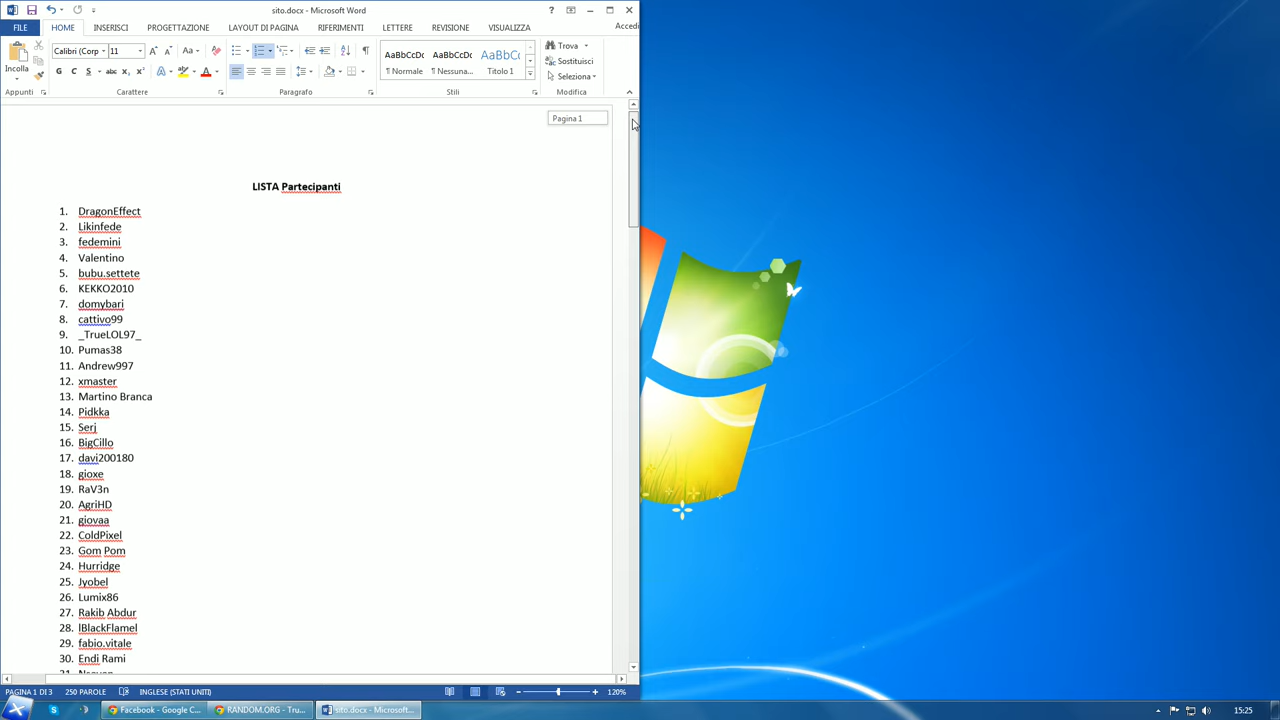 sito.docx - Microsoft Word
FILE HOME INSERISCI PROGETTAZIONE LAYOUT DI PAGINA RIFERIMENTI LETTERE REVISIONE VISUALIZZA Accedi
Incolla
Calibri (Corp 11
AaBbCcDc AaBbCcDc AaBbCc
¶ Normale ¶ Nessuna... Titolo 1
Trova
Sostituisci
Seleziona
Appunti Carattere Paragrafo Stili Modifica
Pagina 1
LISTA Partecipanti
1. DragonEffect
2. Likinfede
3. fedemini
4. Valentino
5. bubu.settete
6. KEKKO2010
7. domybari
8. cattivo99
9. _TrueLOL97_
10. Pumas38
11. Andrew997
12. xmaster
13. Martino Branca
14. Pidkka
15. Serj
16. BigCillo
17. davi200180
18. gioxe
19. RaV3n
20. AgriHD
21. giovaa
22. ColdPixel
23. Gom Pom
24. Hurridge
25. Jyobel
26. Lumix86
27. Rakib Abdur
28. lBlackFlamel
29. fabio.vitale
30. Endi Rami
PAGINA 1 DI 3 250 PAROLE INGLESE (STATI UNITI) 120%
Facebook - Google C... RANDOM.ORG - Tru... sito.docx - Microsoft... 15:25